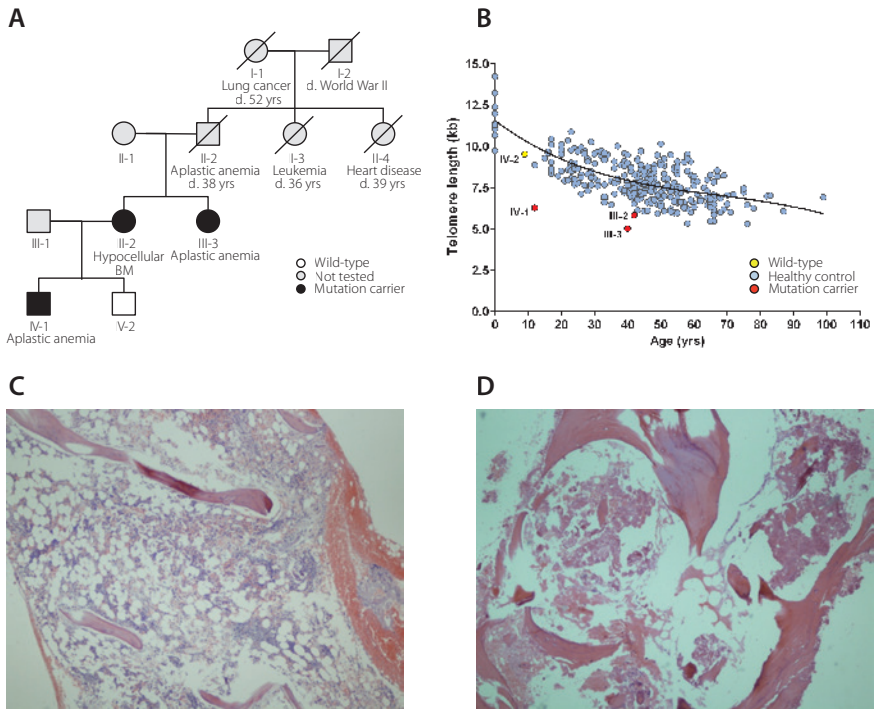 A
I-1
Lung cancer
d. 52 yrs
I-2
d. World War II
II-1
II-2
Aplastic anemia
d. 38 yrs
I-3
Leukemia
d. 36 yrs
II-4
Heart disease
d. 39 yrs
III-1
II-2
Hypocellular
BM
III-3
Aplastic anemia
IV-1
Aplastic anemia
V-2
Wild-type
Not tested
Mutation carrier
B
Telomere length (kb)
15.0
12.5
10.0
7.5
5.0
2.5
0.0
IV-2
IV-1
III-2
III-3
Wild-type
Healthy control
Mutation carrier
0 10 20 30 40 50 60 70 80 90 100 110
Age (yrs)
C
D